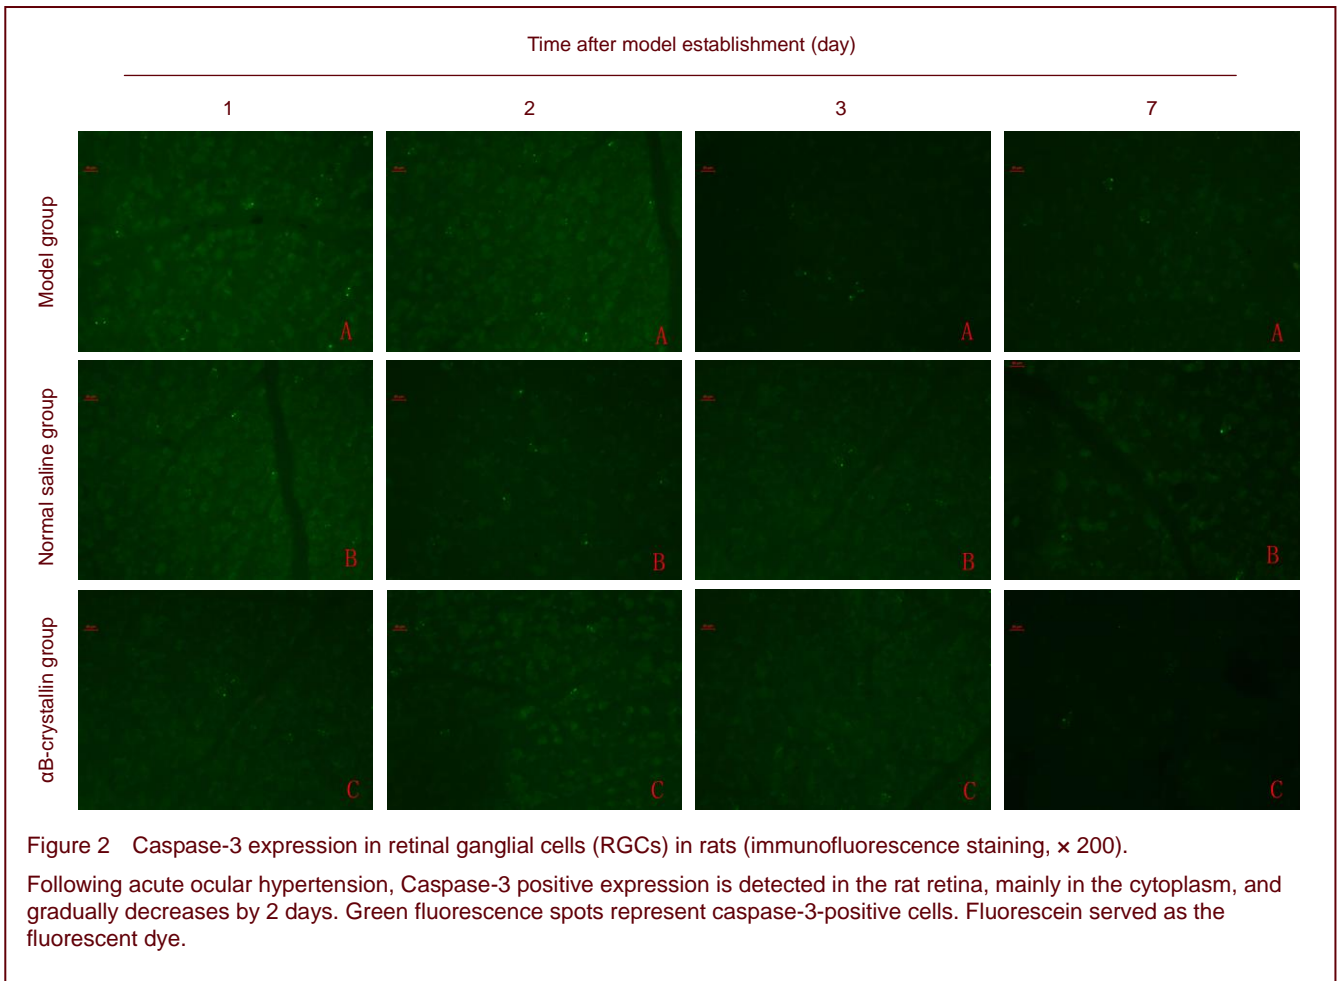 Time after model establishment (day)
1 2 3 7
Model group
A A A A
Normal saline group
B B B B
αB-crystallin group
C C C C
Figure 2 Caspase-3 expression in retinal ganglial cells (RGCs) in rats (immunofluorescence staining, × 200).
Following acute ocular hypertension, Caspase-3 positive expression is detected in the rat retina, mainly in the cytoplasm, and
gradually decreases by 2 days. Green fluorescence spots represent caspase-3-positive cells. Fluorescein served as the
fluorescent dye.